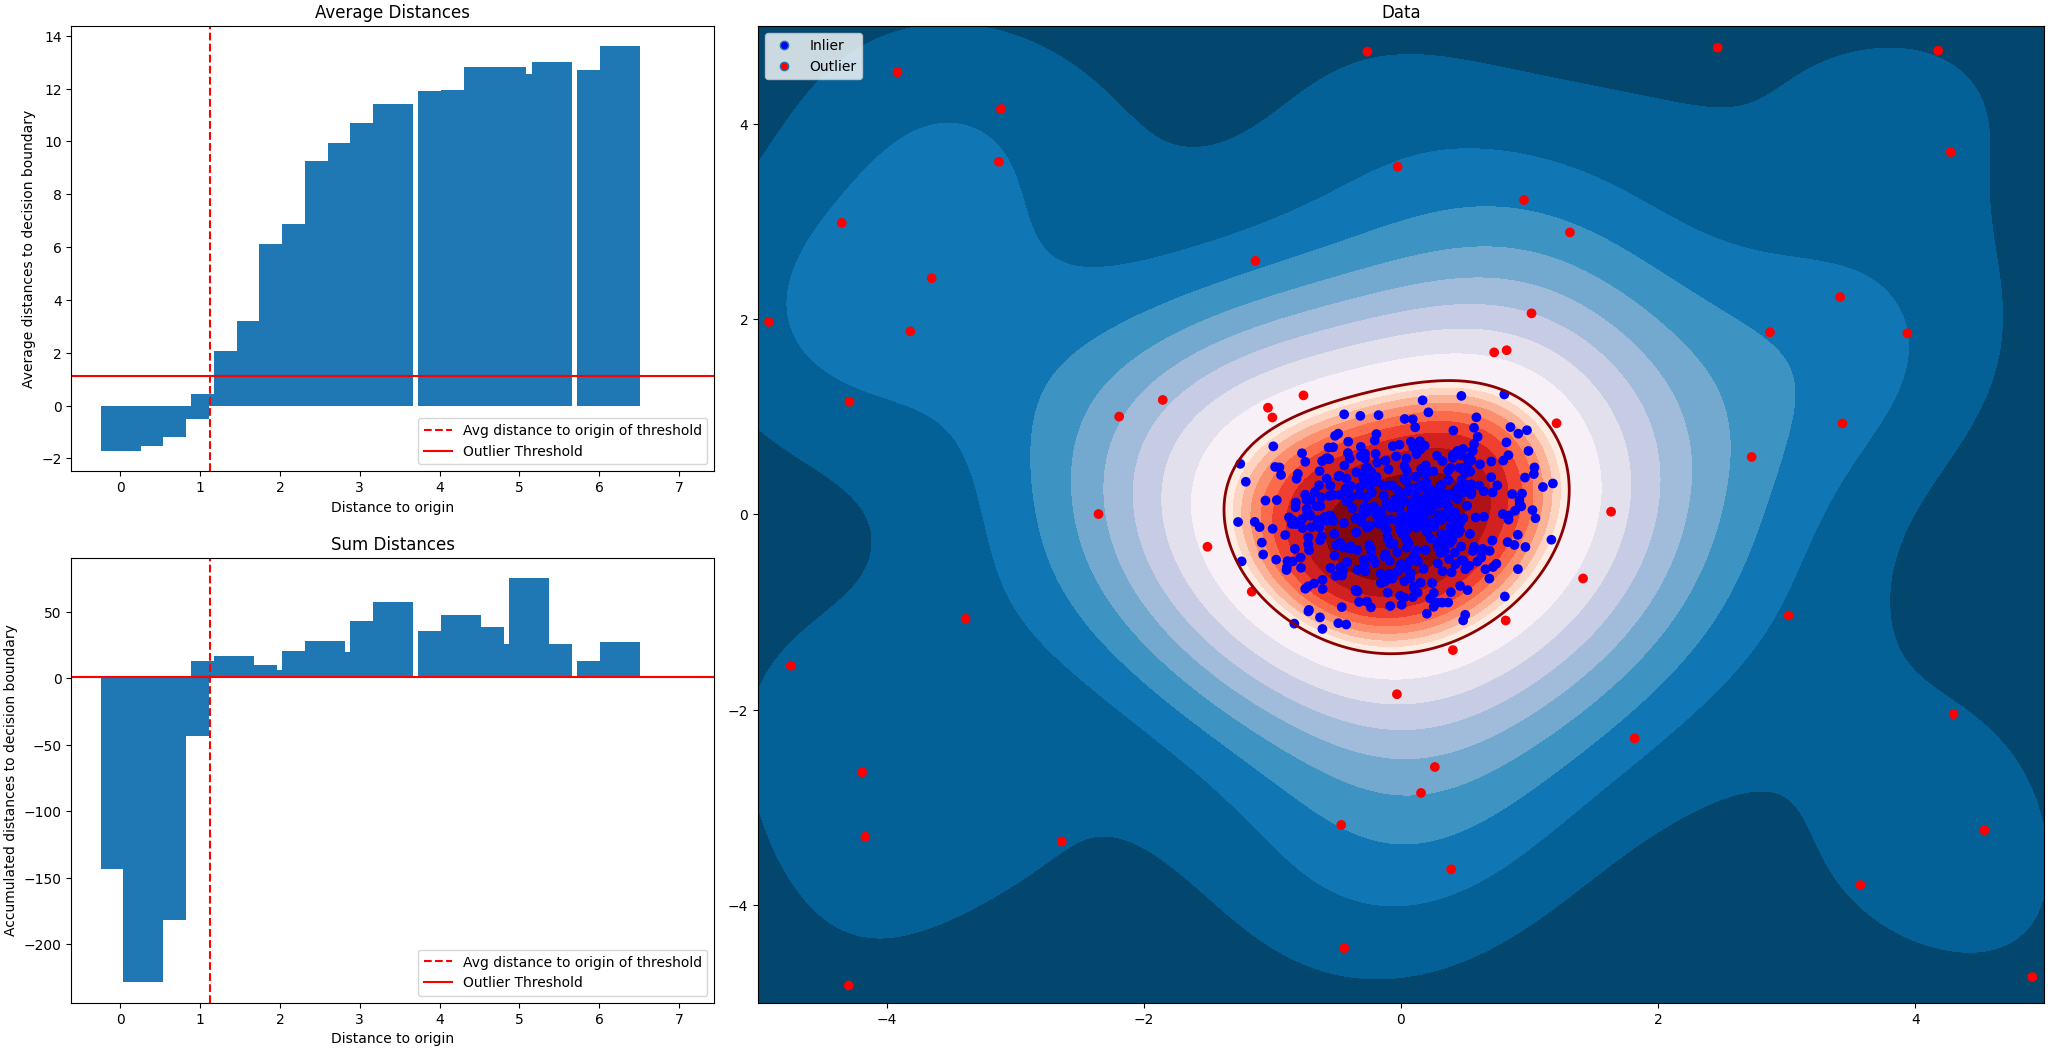 Average Distances
Average distances to decision boundary
14
12
10
8
6
4
2
0
−2
0 1 2 3 4 5 6 7
Distance to origin
Avg distance to origin of threshold
Outlier Threshold
Sum Distances
Accumulated distances to decision boundary
50
0
−50
−100
−150
−200
0 1 2 3 4 5 6 7
Distance to origin
Avg distance to origin of threshold
Outlier Threshold
Data
Inlier
Outlier
4
2
0
−2
−4
−4 −2 0 2 4